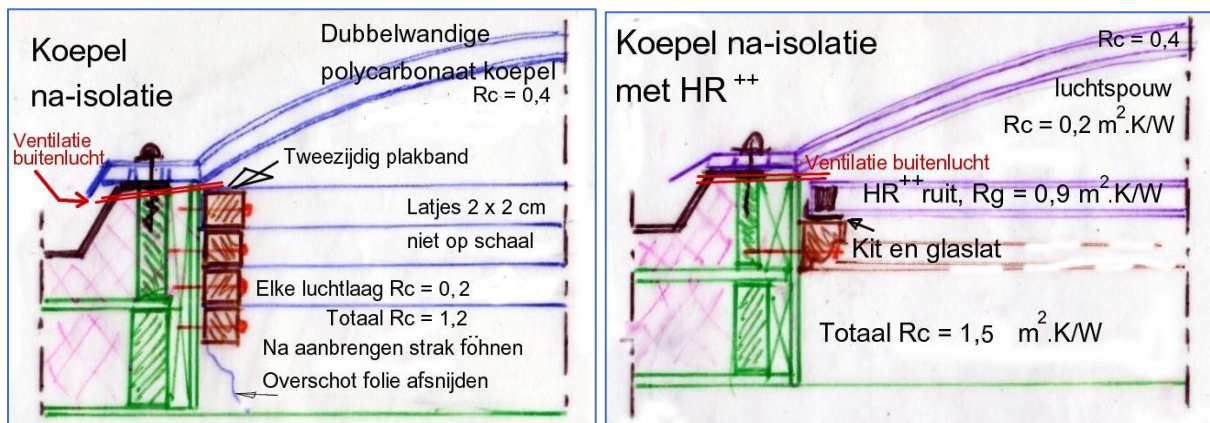 Koepel
na-isolatie
Dubbelwandige
polycarbonaat koepel
Rc = 0,4
Ventilatie
buitenlucht
Tweezijdig plakband
Latjes 2 x 2 cm
niet op schaal
Elke luchtlaag Rc = 0,2
Totaal Rc = 1,2
Na aanbrengen strak föhnen
Overschot folie afsnijden
Koepel na-isolatie
met HR ++
Rc = 0,4
luchtspouw
Rc = 0,2 m².K/W
Ventilatie buitenlucht
HR++ruit, Rg = 0,9 m².K/W
Kit en glaslat
Totaal Rc = 1,5 m².K/W